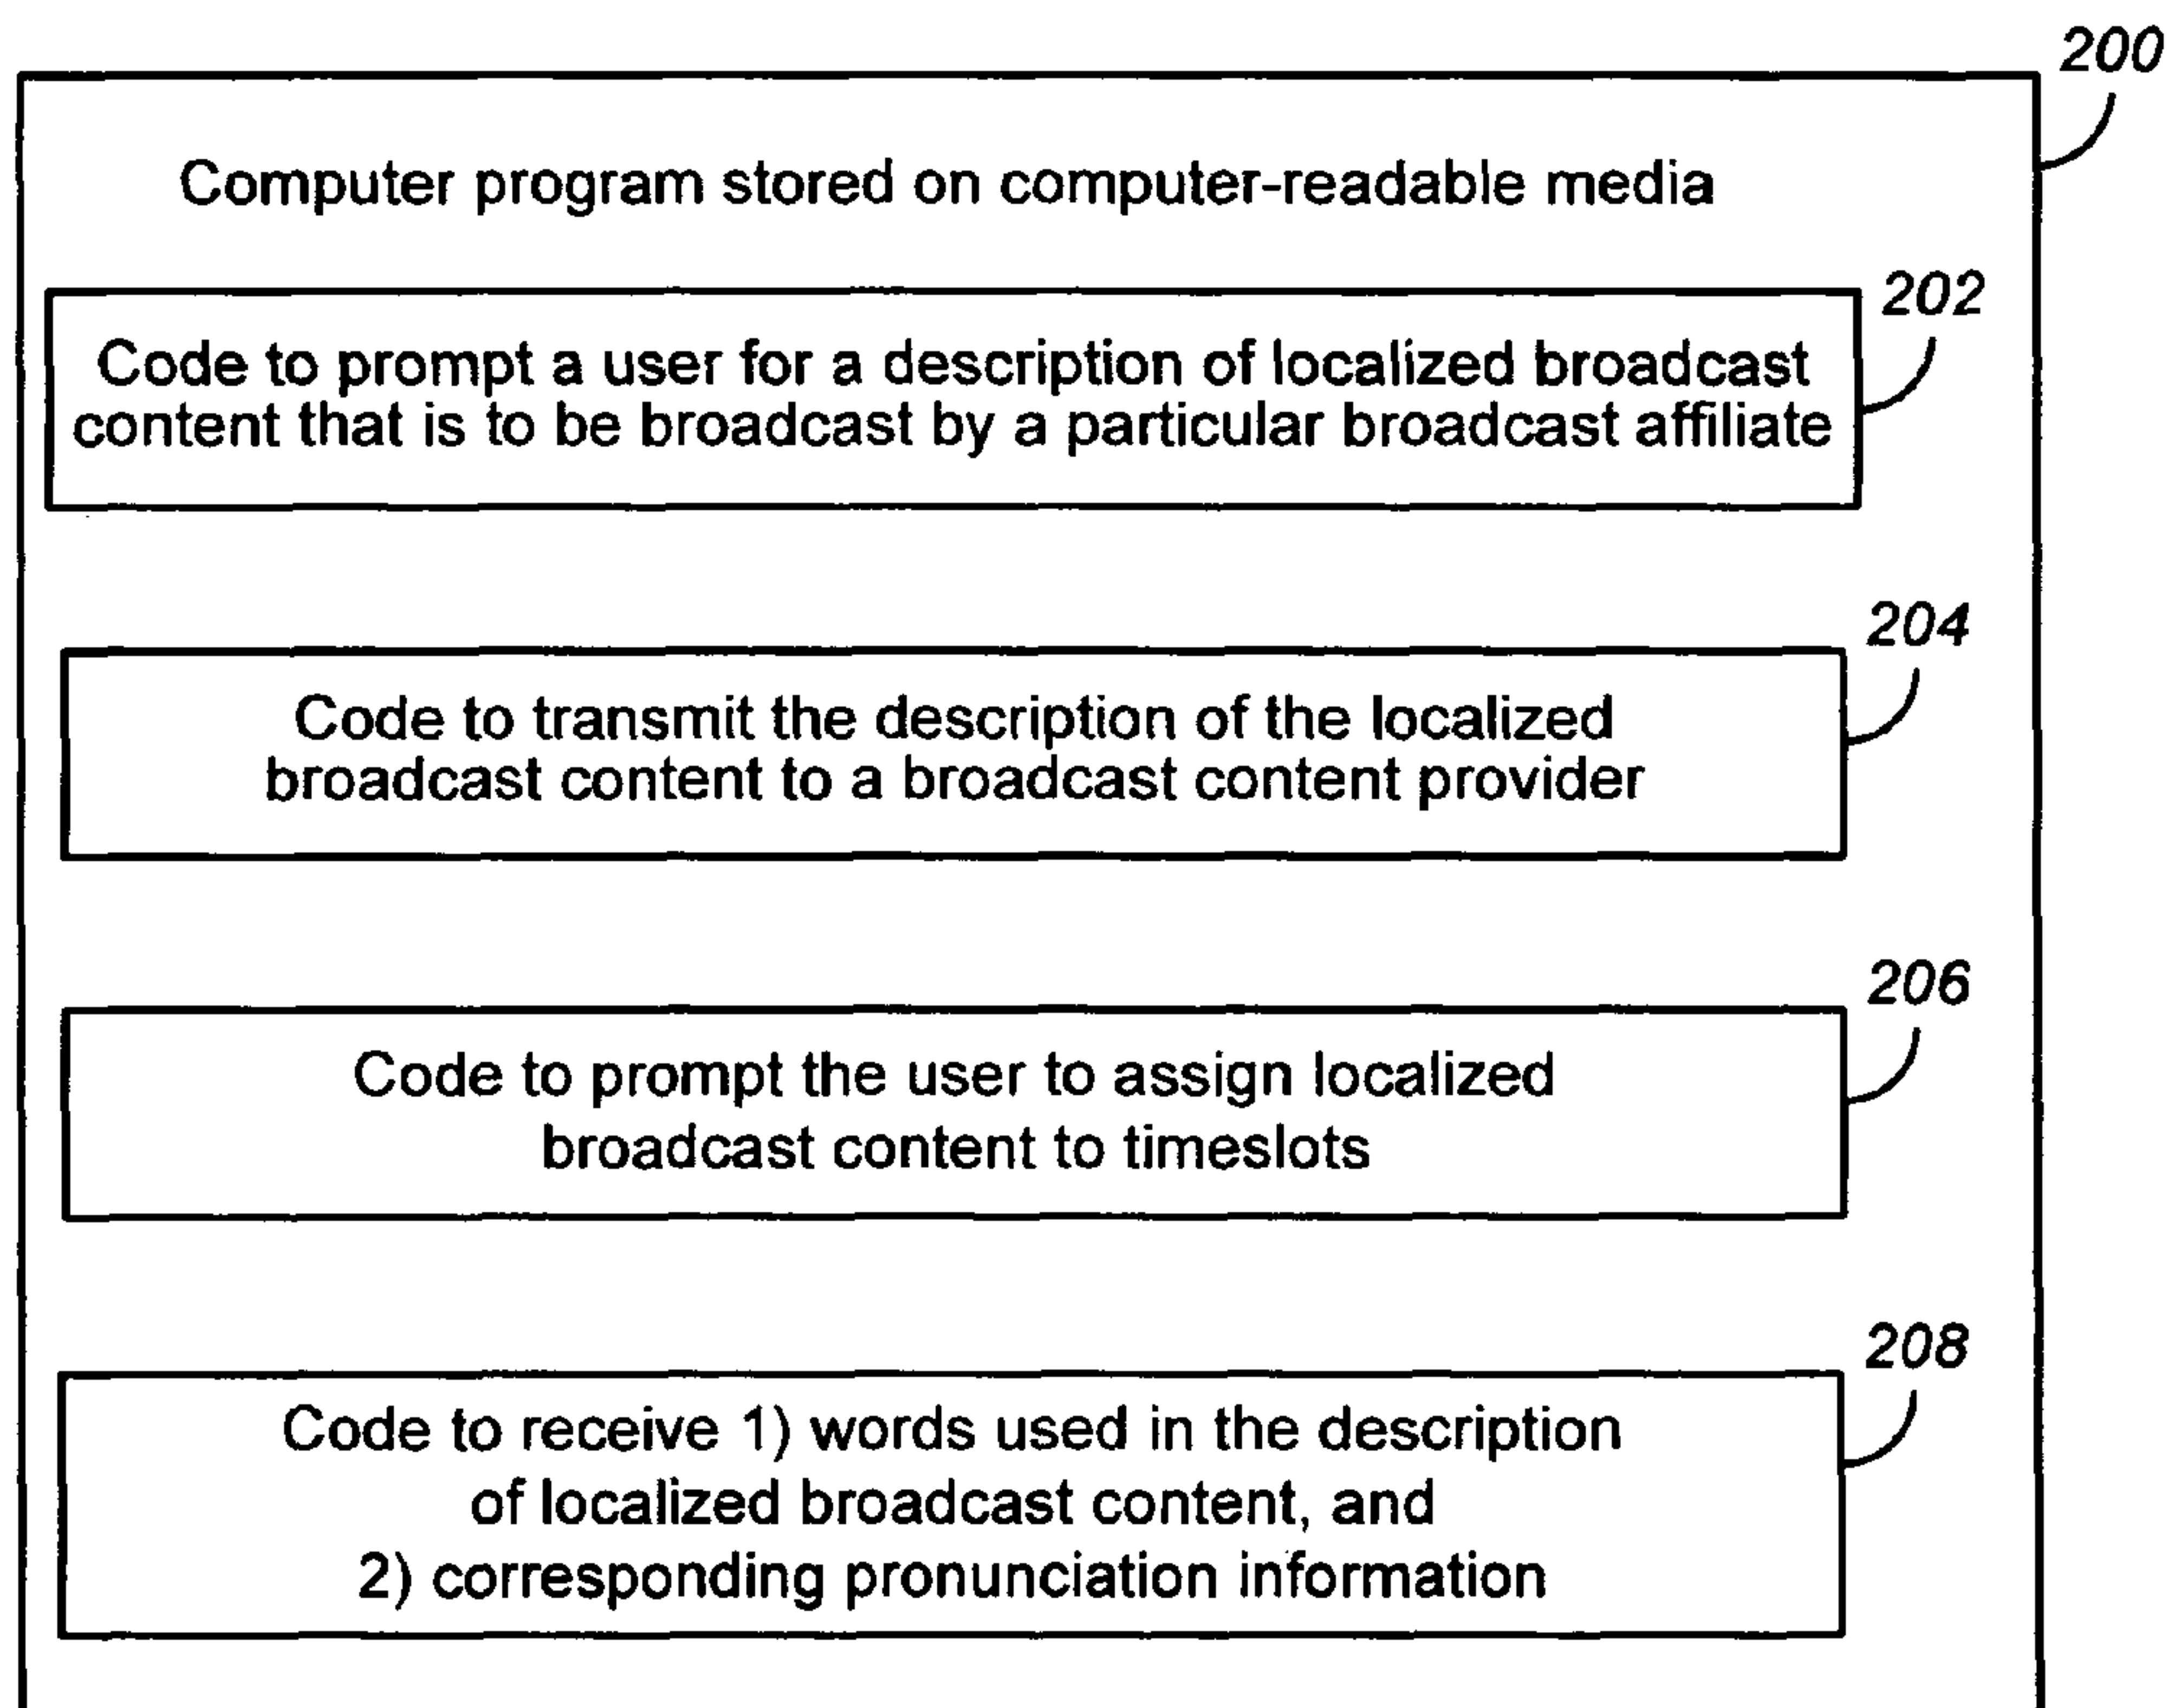 200
Computer program stored on computer-readable media
202
Code to prompt a user for a description of localized broadcast
content that is to be broadcast by a particular broadcast affiliate
204
Code to transmit the description of the localized
broadcast content to a broadcast content provider
206
Code to prompt the user to assign localized
broadcast content to timeslots
208
Code to receive 1) words used in the description
of localized broadcast content, and
2) corresponding pronunciation information